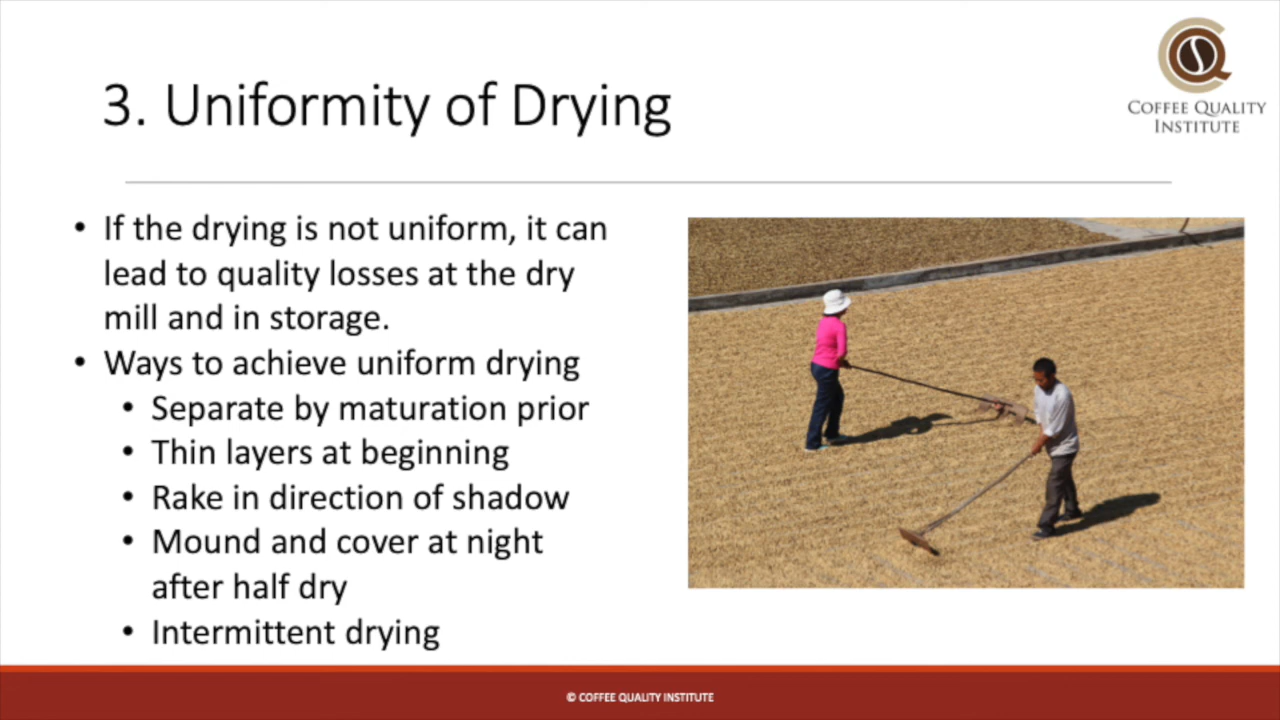 COFFEE QUALITY
INSTITUTE
3. Uniformity of Drying
• If the drying is not uniform, it can
lead to quality losses at the dry
mill and in storage.
• Ways to achieve uniform drying
• Separate by maturation prior
• Thin layers at beginning
• Rake in direction of shadow
• Mound and cover at night
after half dry
• Intermittent drying
© COFFEE QUALITY INSTITUTE